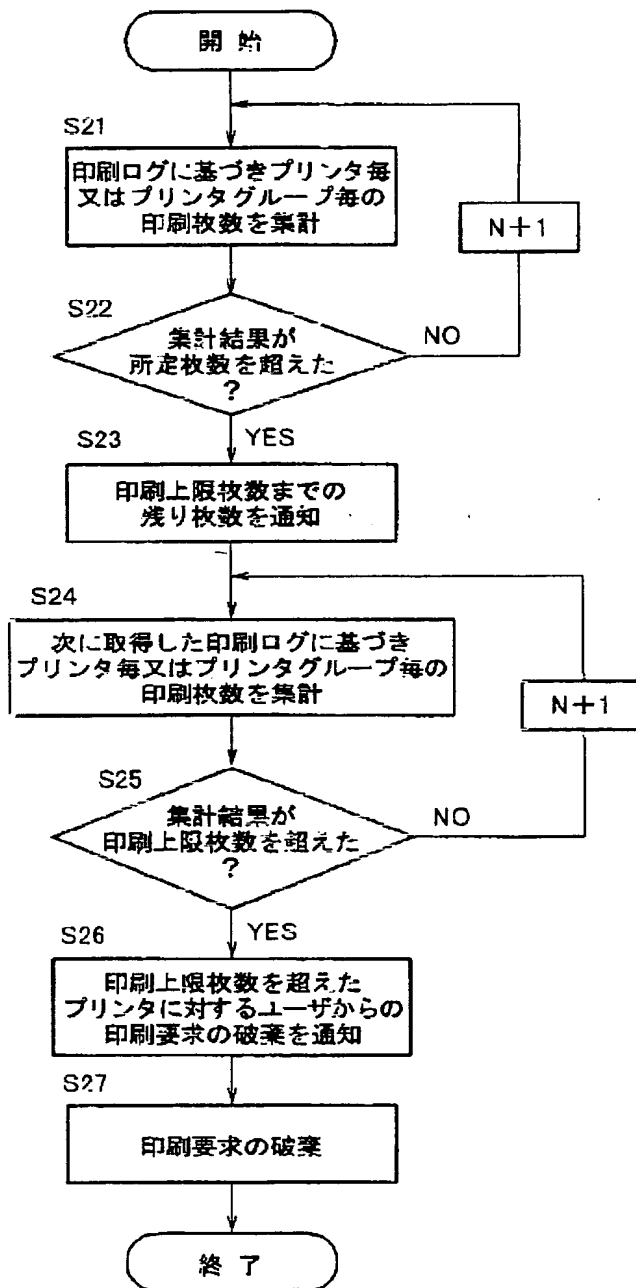 開 始
S21
印刷ログに基づきプリンタ毎
又はプリンタグループ毎の
印刷枚数を集計
N+1
S22
集計結果が
所定枚数を超えた
?
NO
YES
S23
印刷上限枚数までの
残り枚数を通知
S24
次に取得した印刷ログに基づき
プリンタ毎又はプリンタグループ毎の
印刷枚数を集計
N+1
S25
集計結果が
印刷上限枚数を超えた
?
NO
YES
S26
印刷上限枚数を超えた
プリンタに対するユーザからの
印刷要求の破棄を通知
S27
印刷要求の破棄
終 了